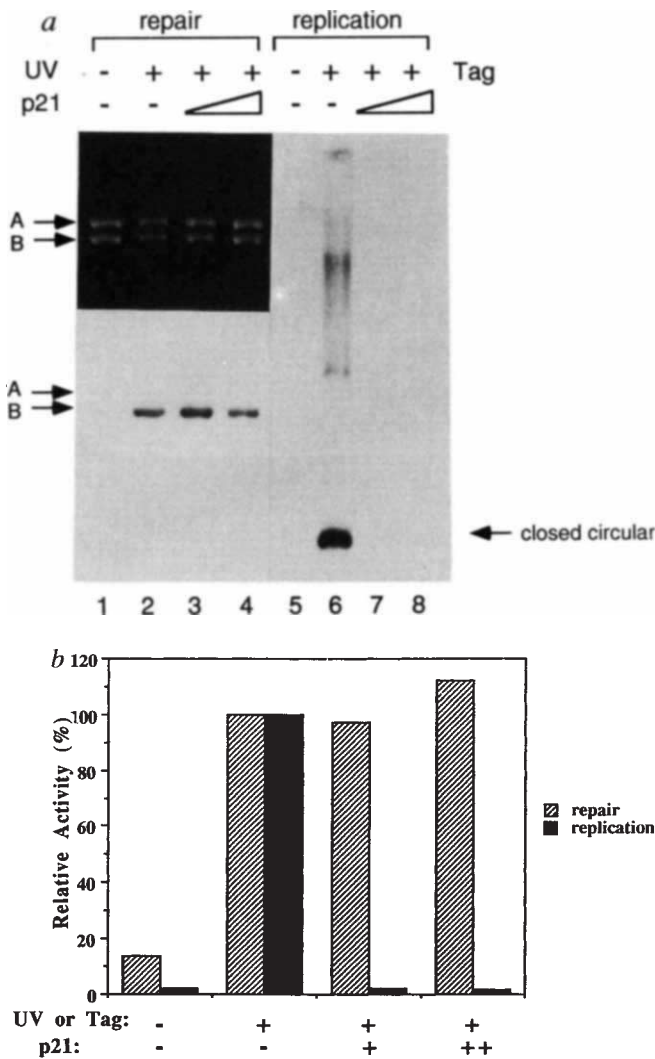 a repair replication
UV - + + + - + + + Tag
p21 - - - -
A
B
A
B
closed circular
1 2 3 4 5 6 7 8
b
120
100
80
60
40
20
0
Relative Activity (%)
repair
replication
UV or Tag: - + + +
p21: - - + ++